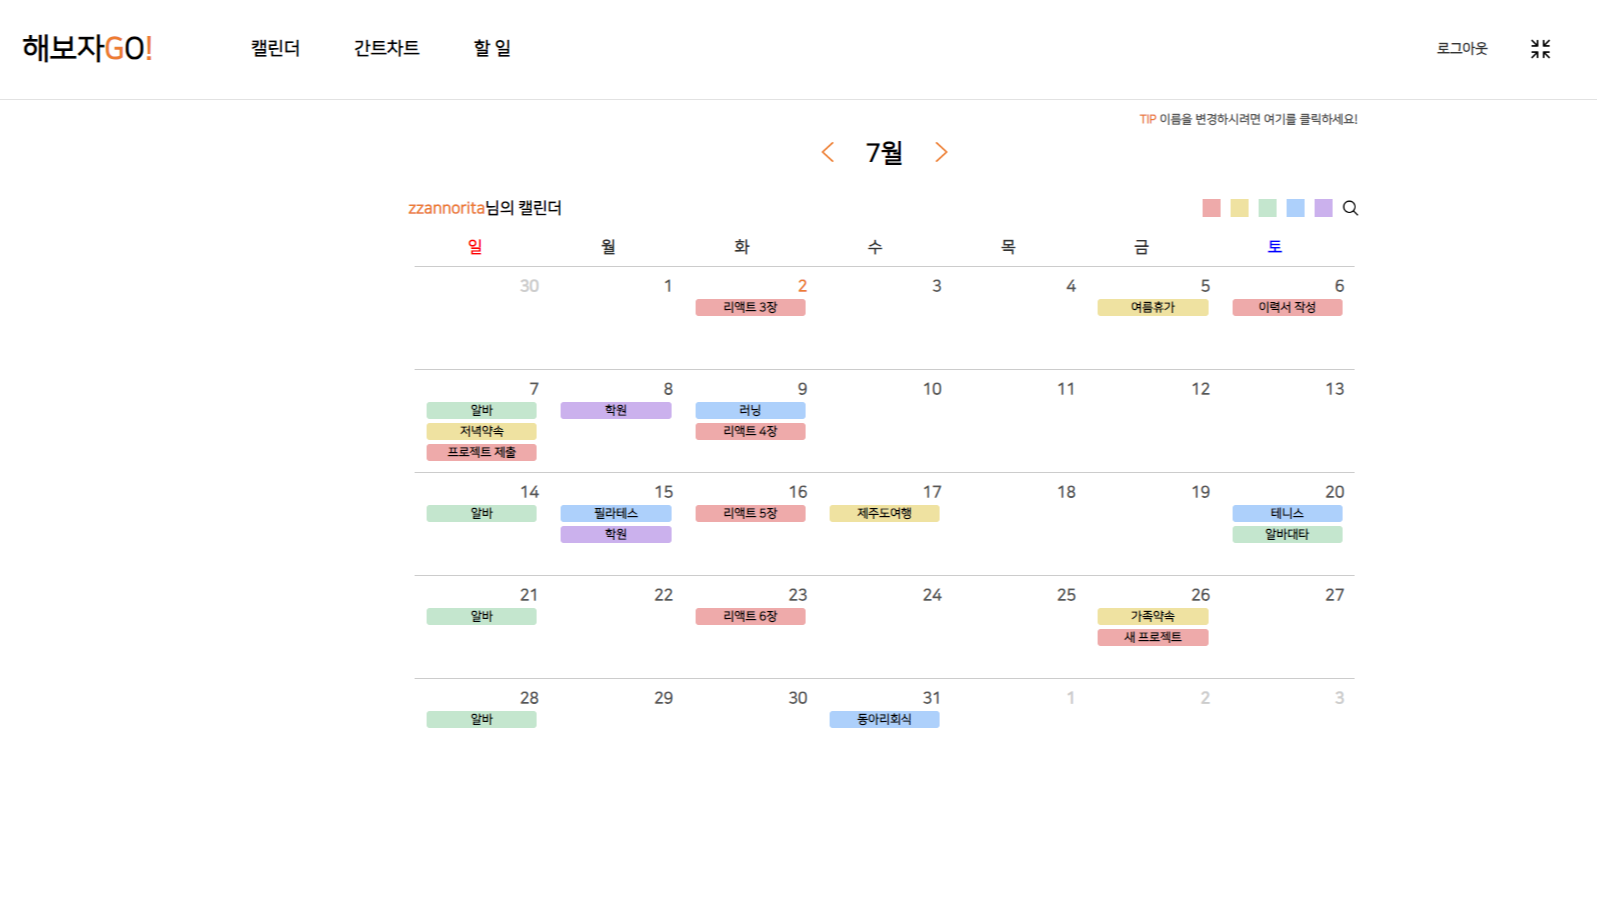 해보자GO! 캘린더 간트차트 할 일 로그아웃
TIP 이름을 변경하시려면 여기를 클릭하세요!
7월
zzannorita님의 캘린더
일 월 화 수 목 금 토
30 1 2 3 4 5 6
리액트 3장 여름휴가 이력서 작성
7 8 9 10 11 12 13
알바 학원 러닝
저녁약속 리액트 4장
프로젝트 제출
14 15 16 17 18 19 20
알바 필라테스 리액트 5장 제주도여행 테니스
학원 알바대타
21 22 23 24 25 26 27
알바 리액트 6장 가족약속
새 프로젝트
28 29 30 31 1 2 3
알바 동아리회식